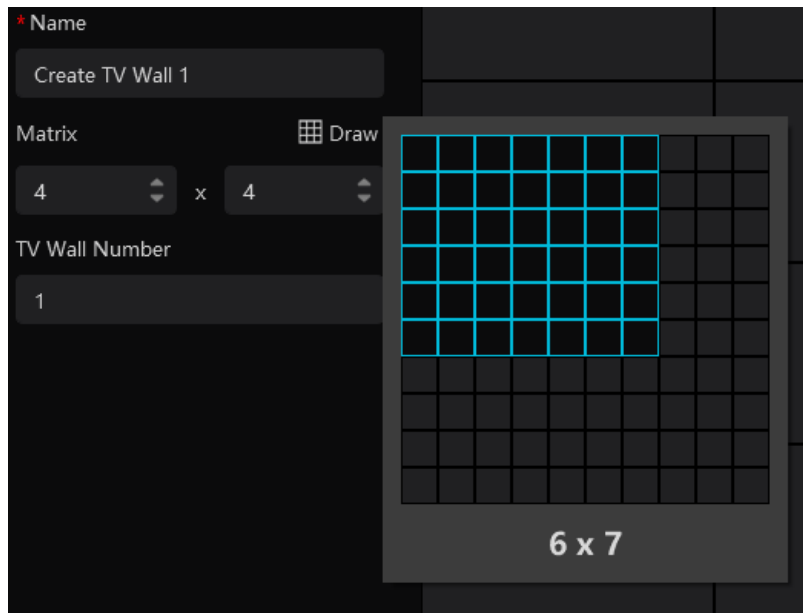 * Name
Create TV Wall 1
Matrix
Draw
4 x 4
TV Wall Number
1
6 x 7